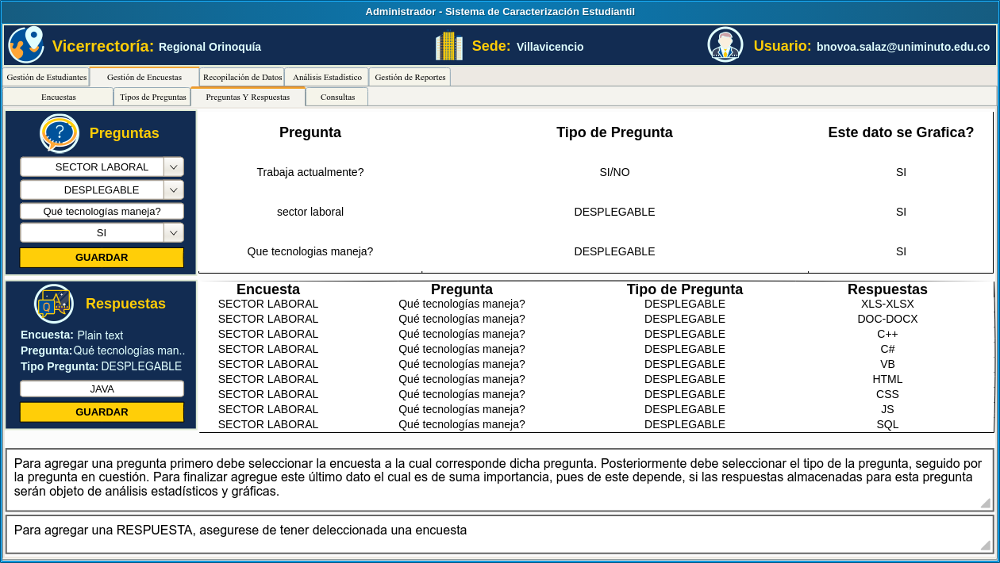 Administrador - Sistema de Caracterización Estudiantil
Vicerrectoría: Regional Orinoquía Sede: Villavicencio Usuario: bnovoa.salaz@uniminuto.edu.co
Gestión de Estudiantes Gestión de Encuestas Recopilación de Datos Análisis Estadístico Gestión de Reportes
Encuestas Tipos de Preguntas Preguntas Y Respuestas Consultas
Preguntas
SECTOR LABORAL
DESPLEGABLE
Qué tecnologías maneja?
SI
GUARDAR
Pregunta Tipo de Pregunta Este dato se Grafica?
Trabaja actualmente? SI/NO SI
sector laboral DESPLEGABLE SI
Que tecnologias maneja? DESPLEGABLE SI
Respuestas
Encuesta: Plain text
Pregunta: Qué tecnologías man..
Tipo Pregunta: DESPLEGABLE
JAVA
GUARDAR
Encuesta Pregunta Tipo de Pregunta Respuestas
SECTOR LABORAL Qué tecnologías maneja? DESPLEGABLE XLS-XLSX
SECTOR LABORAL Qué tecnologías maneja? DESPLEGABLE DOC-DOCX
SECTOR LABORAL Qué tecnologías maneja? DESPLEGABLE C++
SECTOR LABORAL Qué tecnologías maneja? DESPLEGABLE C#
SECTOR LABORAL Qué tecnologías maneja? DESPLEGABLE VB
SECTOR LABORAL Qué tecnologías maneja? DESPLEGABLE HTML
SECTOR LABORAL Qué tecnologías maneja? DESPLEGABLE CSS
SECTOR LABORAL Qué tecnologías maneja? DESPLEGABLE JS
SECTOR LABORAL Qué tecnologías maneja? DESPLEGABLE SQL
Para agregar una pregunta primero debe seleccionar la encuesta a la cual corresponde dicha pregunta. Posteriormente debe seleccionar el tipo de la pregunta, seguido por
la pregunta en cuestión. Para finalizar agregue este último dato el cual es de suma importancia, pues de este depende, si las respuestas almacenadas para esta pregunta
serán objeto de análisis estadísticos y gráficas.
Para agregar una RESPUESTA, asegurese de tener deleccionada una encuesta